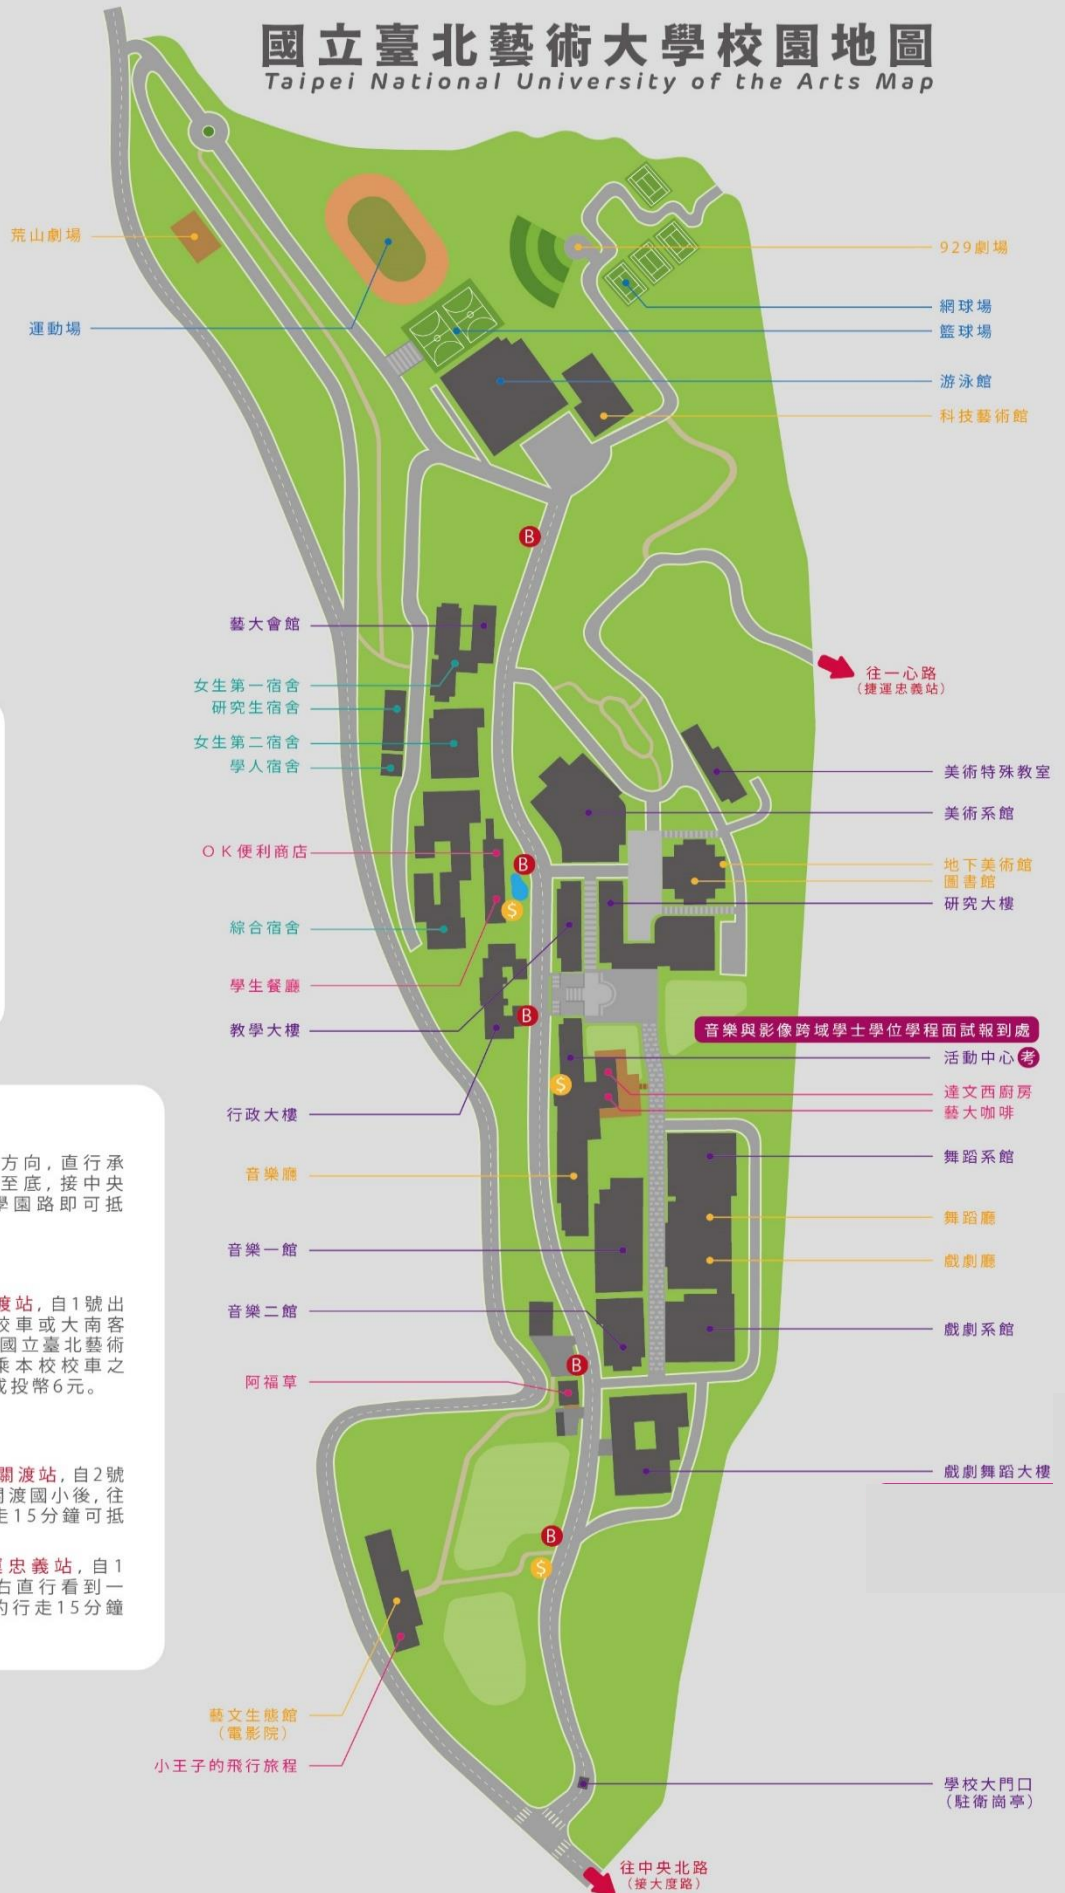 國立臺北藝術大學校園地圖
Taipei National University of the Arts Map
荒山劇場
運動場
929劇場
網球場
籃球場
游泳館
科技藝術館
B
藝大會館
女生第一宿舍
研究生宿舍
女生第二宿舍
學人宿舍
往一心路
(捷運忠義站)
美術特殊教室
美術系館
OK便利商店
B
地下美術館
圖書館
研究大樓
$
綜合宿舍
學生餐廳
教學大樓
B
音樂與影像跨域學士學位學程面試報到處
活動中心考
$
達文西廚房
藝大咖啡
行政大樓
舞蹈系館
音樂廳
舞蹈廳
音樂一館
戲劇廳
音樂二館
戲劇系館
B
阿福草
戲劇舞蹈大樓
B
$
藝文生態館
(電影院)
小王子的飛行旅程
學校大門口
(駐衛崗亭)
往中央北路
(接大度路)
方向,直行承
至底,接中央
學園路即可抵
渡站,自1號出
校車或大南客
國立臺北藝術
乘本校校車之
或投幣6元。
關渡站,自2號
關渡國小後,往
走15分鐘可抵
運忠義站,自1
右直行看到一
約行走15分鐘